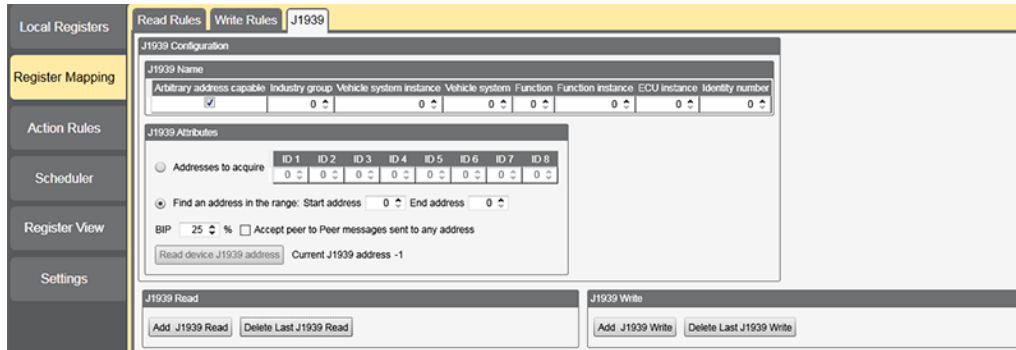 Local Registers
Register Mapping
Action Rules
Scheduler
Register View
Settings
Read Rules Write Rules J1939
J1939 Configuration
J1939 Name
Arbitrary address capable Industry group Vehicle system instance Vehicle system Function Function instance ECU instance Identity number
0 0 0 0 0 0 0
J1939 Attributes
Addresses to acquire
ID 1 ID 2 ID 3 ID 4 ID 5 ID 6 ID 7 ID 8
0 0 0 0 0 0 0 0
Find an address in the range: Start address 0 End address 0
BIP 25 % Accept peer to Peer messages sent to any address
Read device J1939 address Current J1939 address -1
J1939 Read
Add J1939 Read Delete Last J1939 Read
J1939 Write
Add J1939 Write Delete Last J1939 Write